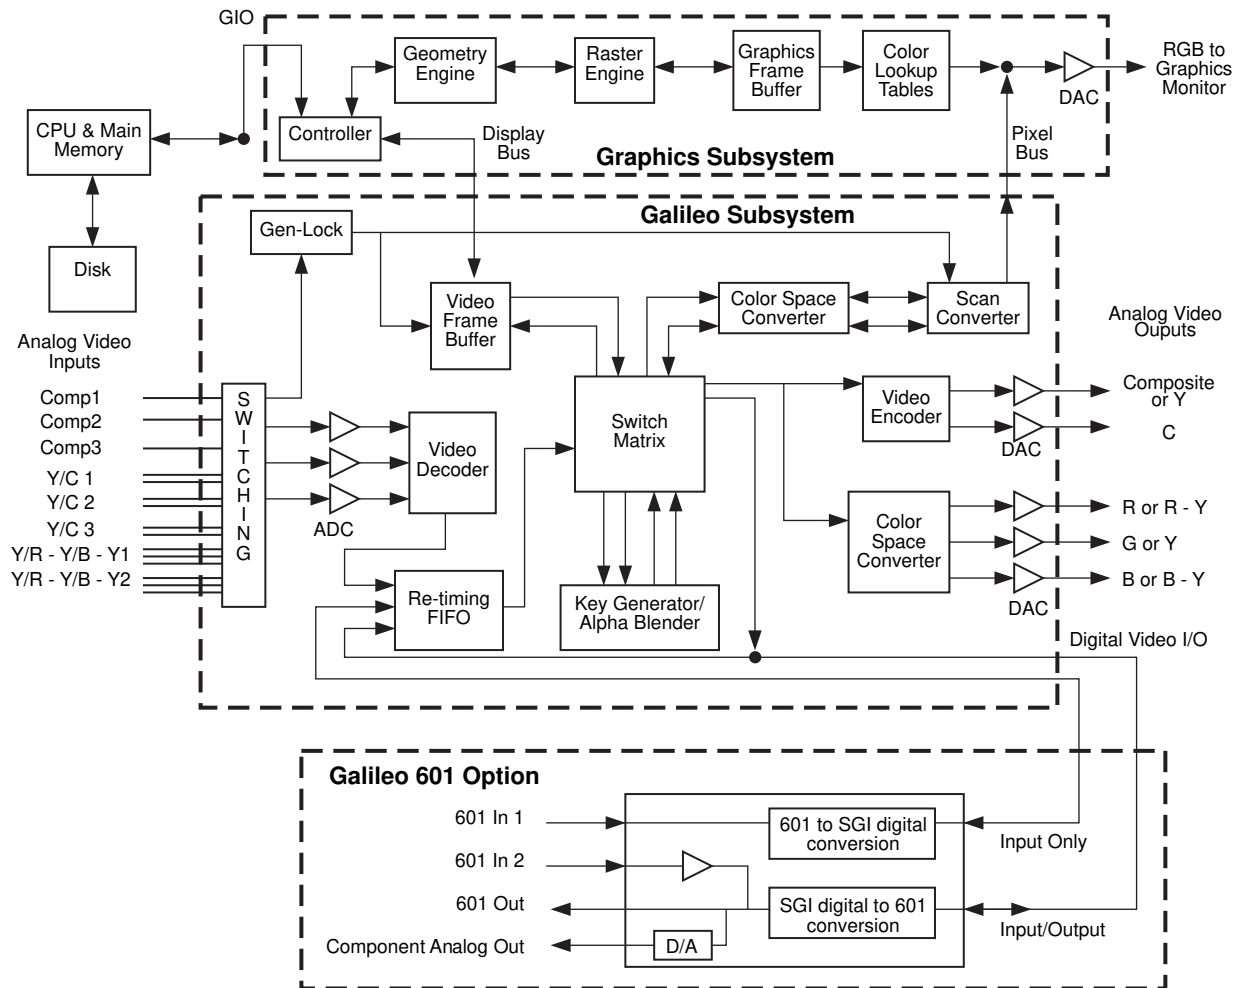 GIO
Geometry
Engine
Raster
Engine
Graphics
Frame
Buffer
Color
Lookup
Tables
DAC
RGB to
Graphics
Monitor
CPU & Main
Memory
Controller
Display
Bus
Pixel
Bus
Graphics Subsystem
Disk
Galileo Subsystem
Gen-Lock
Video
Frame
Buffer
Color Space
Converter
Scan
Converter
Analog Video
Inputs
Analog Video
Ouputs
Comp1
Comp2
Comp3
Y/C 1
Y/C 2
Y/C 3
Y/R - Y/B - Y1
Y/R - Y/B - Y2
S
W
I
T
C
H
I
N
G
ADC
Video
Decoder
Switch
Matrix
Video
Encoder
DAC
Composite
or Y
C
Color
Space
Converter
DAC
R or R - Y
G or Y
B or B - Y
Re-timing
FIFO
Key Generator/
Alpha Blender
Digital Video I/O
Galileo 601 Option
601 In 1
601 In 2
601 Out
Component Analog Out
601 to SGI digital
conversion
SGI digital to 601
conversion
D/A
Input Only
Input/Output